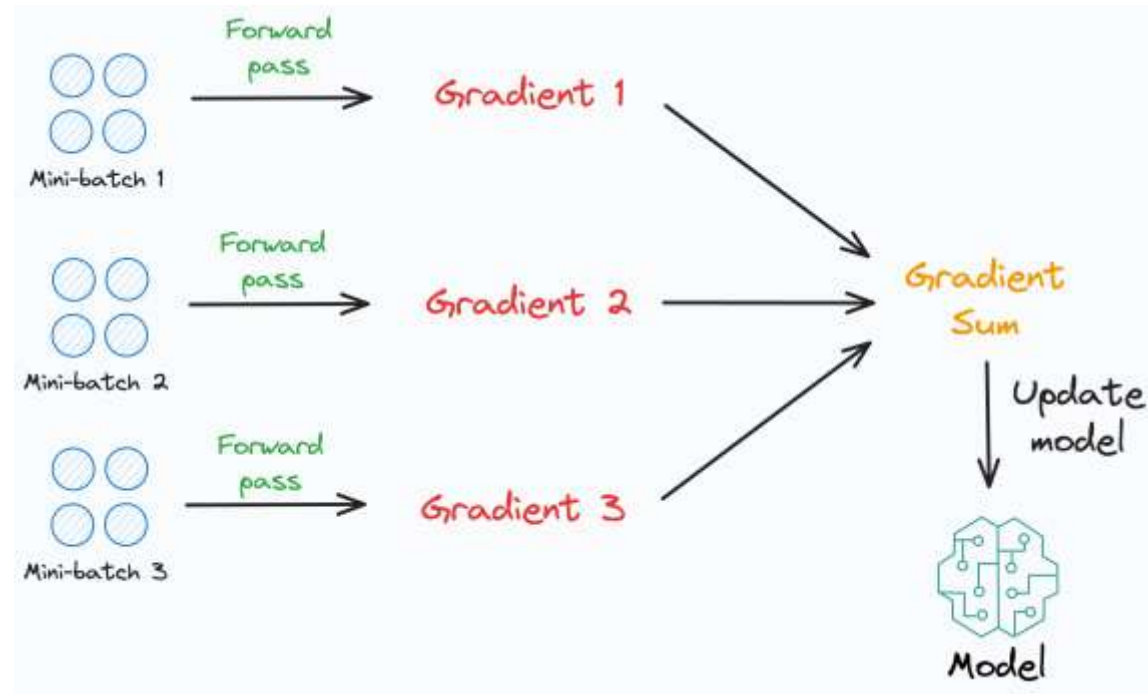 Forward
pass
Gradient 1
Mini-batch 1
Forward
pass
Gradient 2
Mini-batch 2
Forward
pass
Gradient 3
Mini-batch 3
Gradient
Sum
Update
model
Model